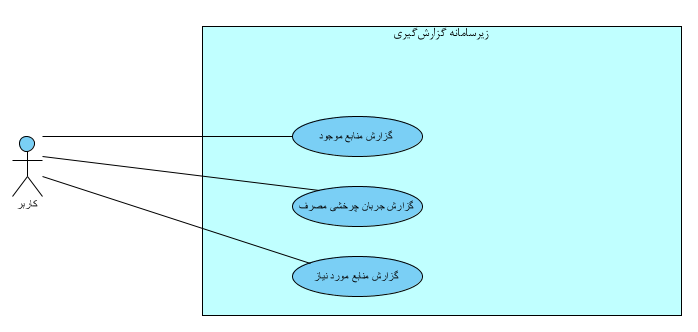 زیرسامانه گزارش‌گیری
گزارش منابع موجود
گزارش جریان چرخشی مصرف
گزارش منابع مورد نیاز
کاربر